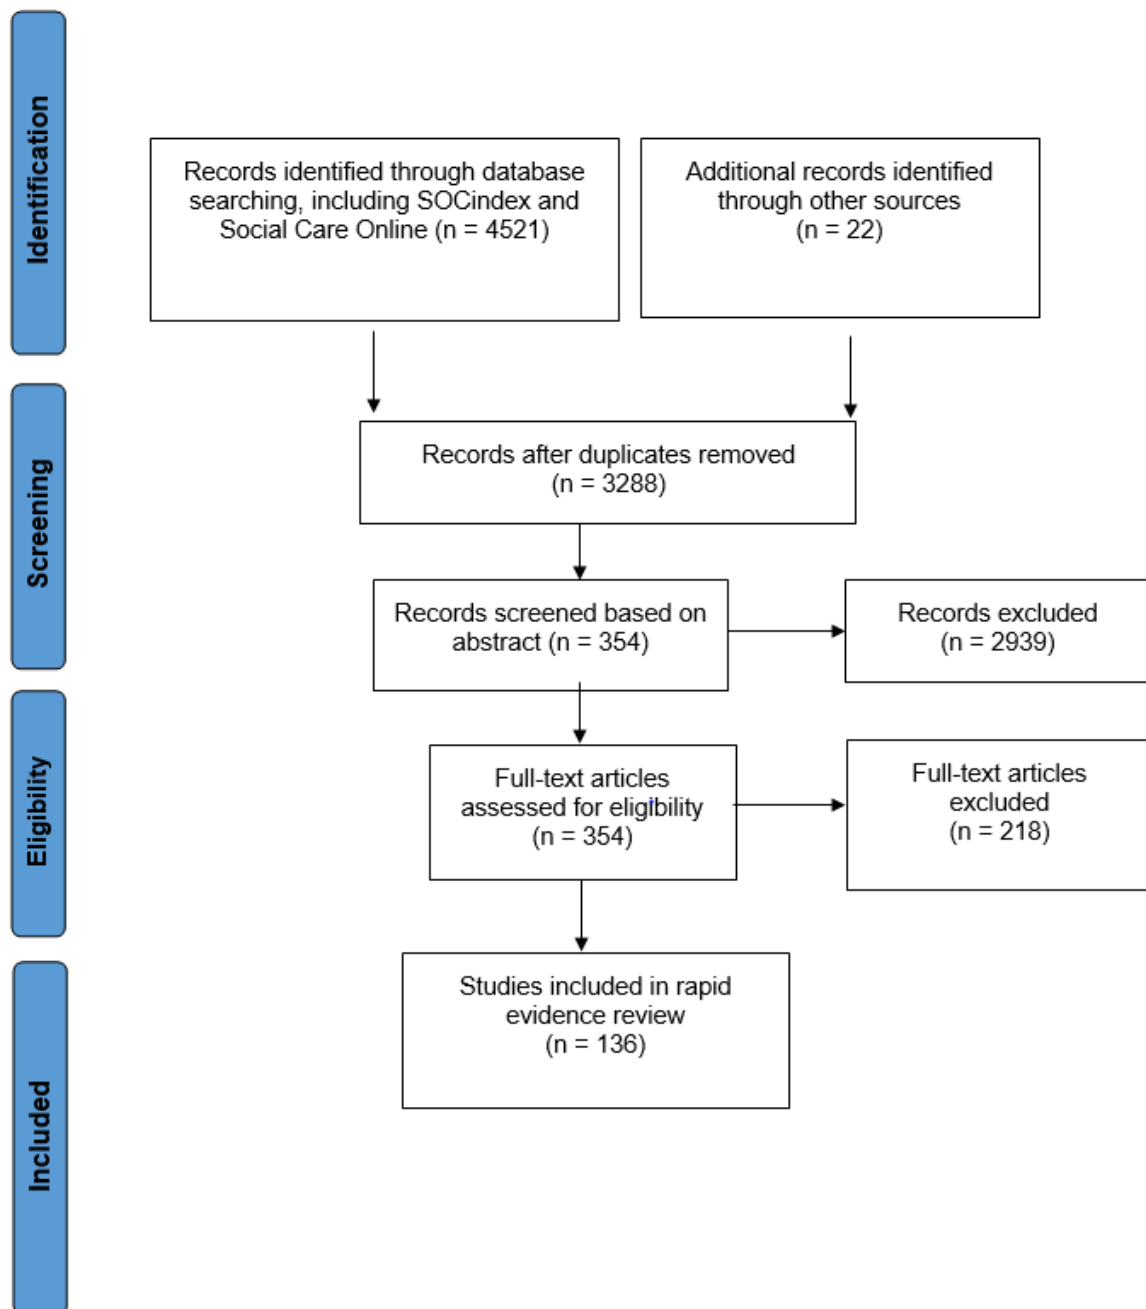 Identification
Records identified through database
searching, including SOCindex and
Social Care Online (n = 4521)
Additional records identified
through other sources
(n = 22)
Screening
Records after duplicates removed
(n = 3288)
Records screened based on
abstract (n = 354)
Records excluded
(n = 2939)
Eligibility
Full-text articles
assessed for eligibility
(n = 354)
Full-text articles
excluded
(n = 218)
Included
Studies included in rapid
evidence review
(n = 136)